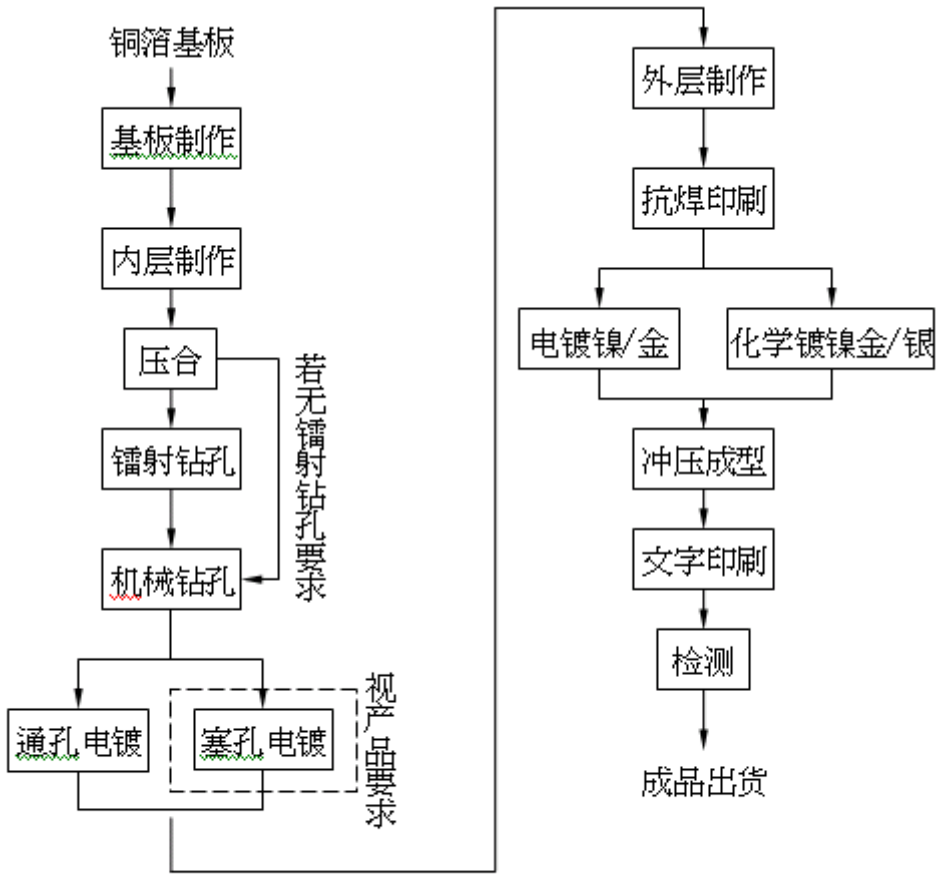 铜箔基板
基板制作
内层制作
压合
若无镭射钻孔要求
镭射钻孔
机械钻孔
通孔电镀
塞孔电镀
视产品要求
外层制作
抗焊印刷
电镀镍/金
化学镀镍金/银
冲压成型
文字印刷
检测
成品出货